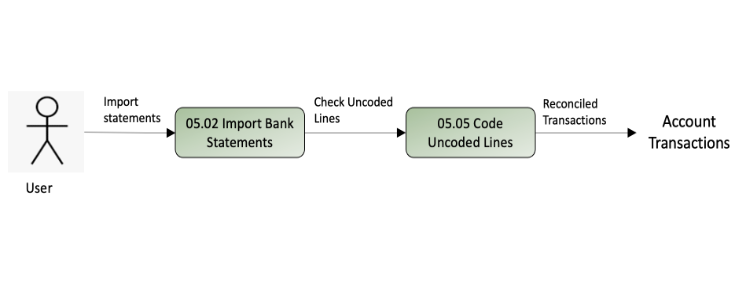 Import
statements
05.02 Import Bank
Statements
Check Uncoded
Lines
05.05 Code
Uncoded Lines
Reconciled
Transactions
Account
Transactions
User